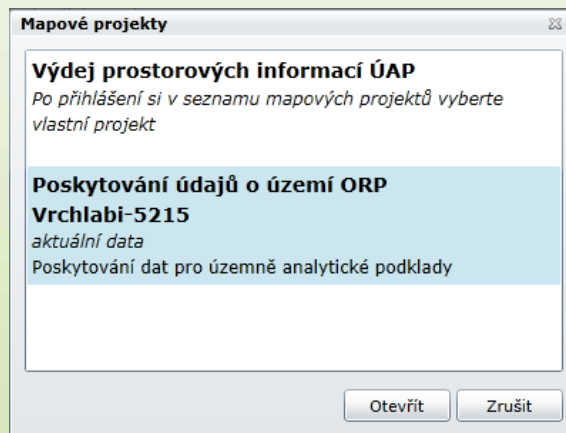 Mapové projekty
Výdej prostorových informací ÚAP
Po přihlášení si v seznamu mapových projektů vyberte
vlastní projekt
Poskytování údajů o území ORP
Vrchlabi-5215
aktuální data
Poskytování dat pro územně analytické podklady
Otevřít
Zrušit